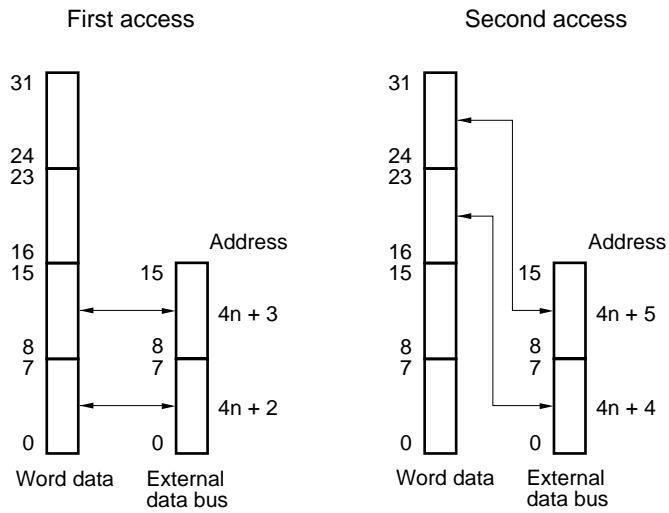 First access
31
24
23
16
15
8
7
0
Word data
Address
15
4n + 3
8
7
4n + 2
0
External
data bus
Second access
31
24
23
16
15
8
7
0
Word data
Address
15
4n + 5
8
7
4n + 4
0
External
data bus